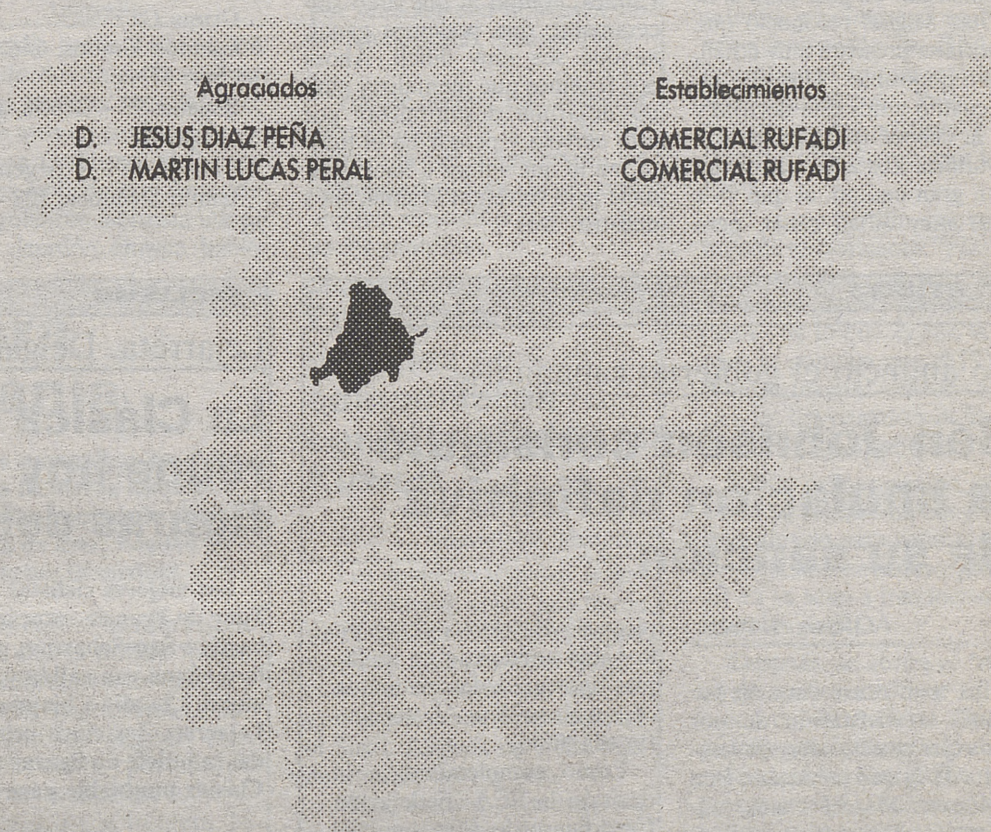 Agraciados Establecimientos
D. JESUS DIAZ PEÑA COMERCIAL RUFADI
D. MARTIN LUCAS PERAL COMERCIAL RUFADI